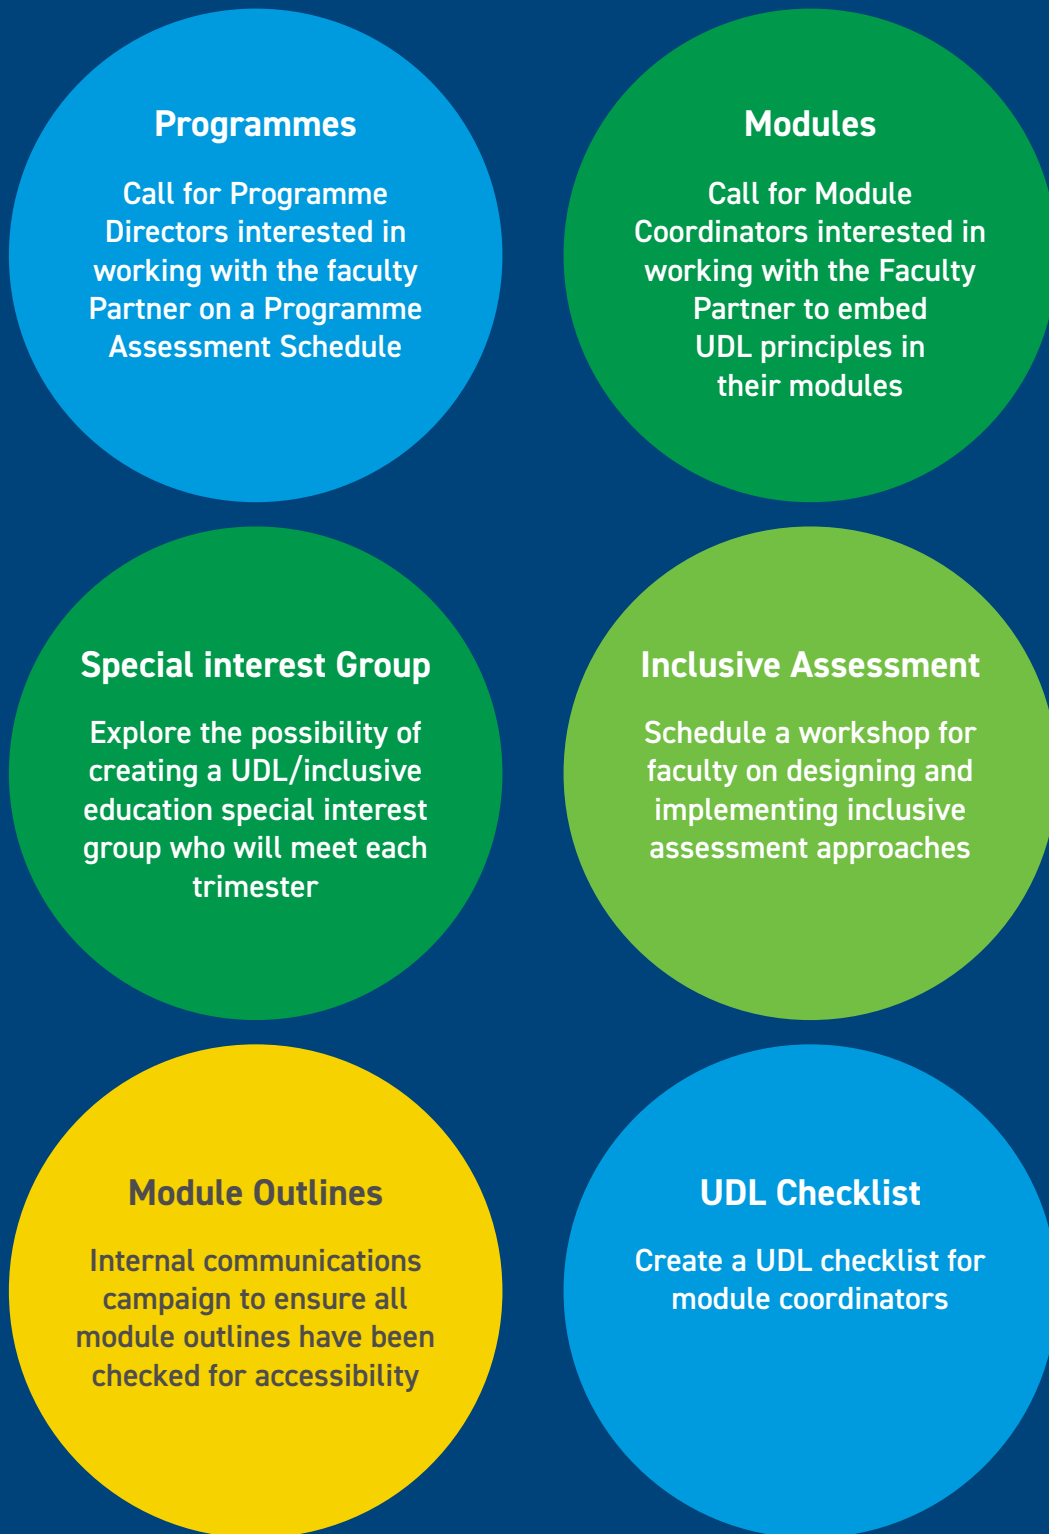 Programmes
Call for Programme
Directors interested in
working with the faculty
Partner on a Programme
Assessment Schedule
Modules
Call for Module
Coordinators interested in
working with the Faculty
Partner to embed
UDL principles in
their modules
Special interest Group
Explore the possibility of
creating a UDL/inclusive
education special interest
group who will meet each
trimester
Inclusive Assessment
Schedule a workshop for
faculty on designing and
implementing inclusive
assessment approaches
Module Outlines
Internal communications
campaign to ensure all
module outlines have been
checked for accessibility
UDL Checklist
Create a UDL checklist for
module coordinators